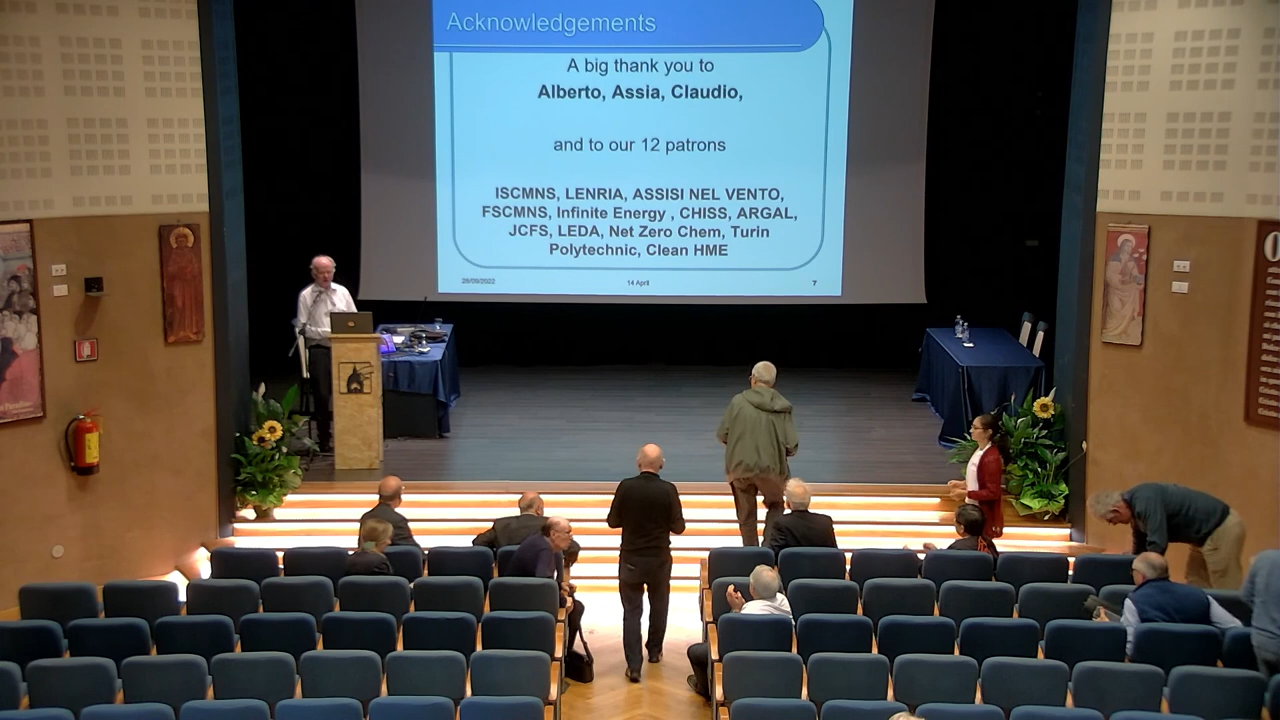 Acknowledgements
A big thank you to
Alberto, Assia, Claudio,
and to our 12 patrons
ISCMNS, LENRIA, ASSISI NEL VENTO,
FSCMNS, Infinite Energy , CHISS, ARGAL,
JCFS, LEDA, Net Zero Chem, Turin
Polytechnic, Clean HME
28/09/2022
14 April
7